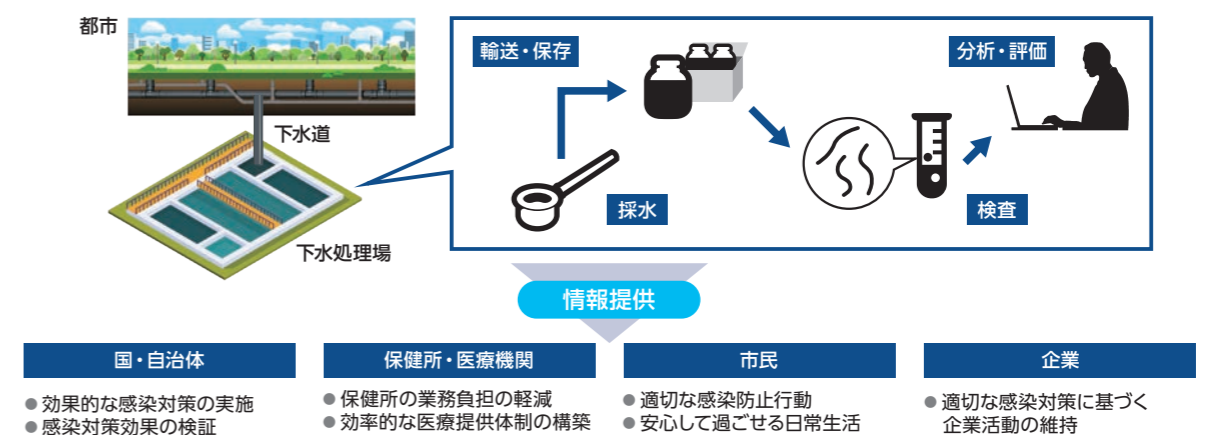 都市
下水道
下水処理場
輸送・保存
採水
検査
分析・評価
情報提供
国・自治体
● 効果的な感染対策の実施
● 感染対策効果の検証
保健所・医療機関
● 保健所の業務負担の軽減
● 効率的な医療提供体制の構築
市民
● 適切な感染防止行動
● 安心して過ごせる日常生活
企業
● 適切な感染対策に基づく
企業活動の維持